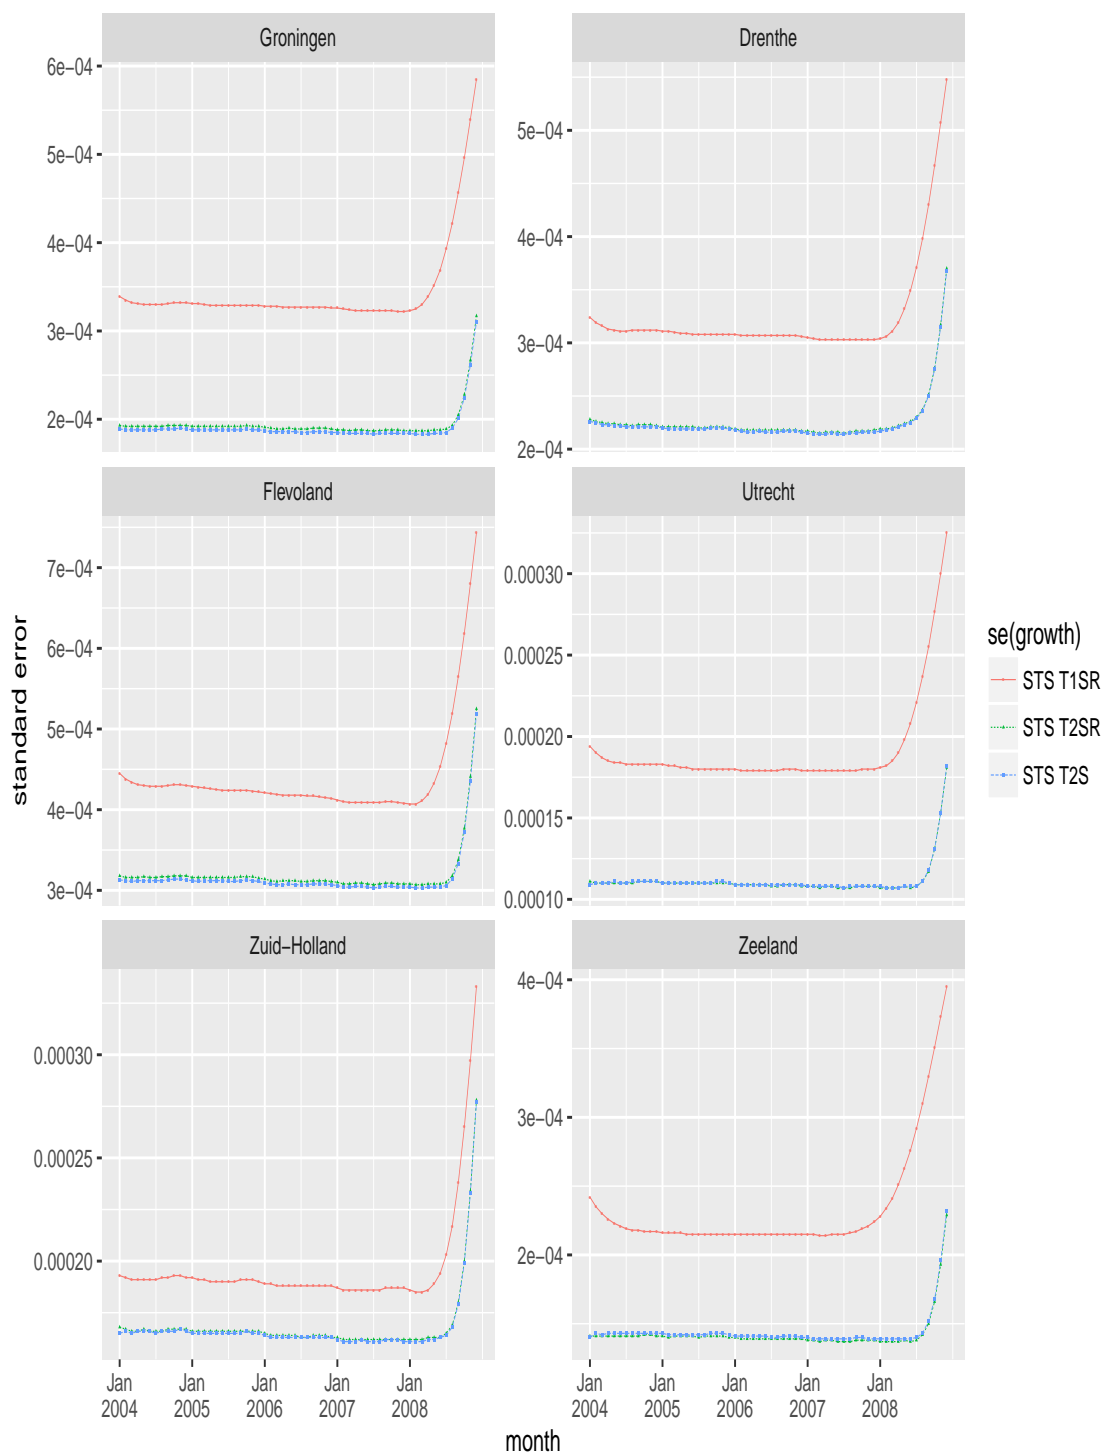 Groningen
Drenthe
6e−04
5e−04
4e−04
3e−04
2e−04
5e−04
4e−04
3e−04
2e−04
Flevoland
Utrecht
7e−04
6e−04
5e−04
4e−04
3e−04
0.00030
0.00025
0.00020
0.00015
0.00010
standard error
se(growth)
STS T1SR
STS T2SR
STS T2S
Zuid−Holland
Zeeland
0.00030
0.00025
0.00020
4e−04
3e−04
2e−04
Jan
2004
Jan
2005
Jan
2006
Jan
2007
Jan
2008
Jan
2004
Jan
2005
Jan
2006
Jan
2007
Jan
2008
month